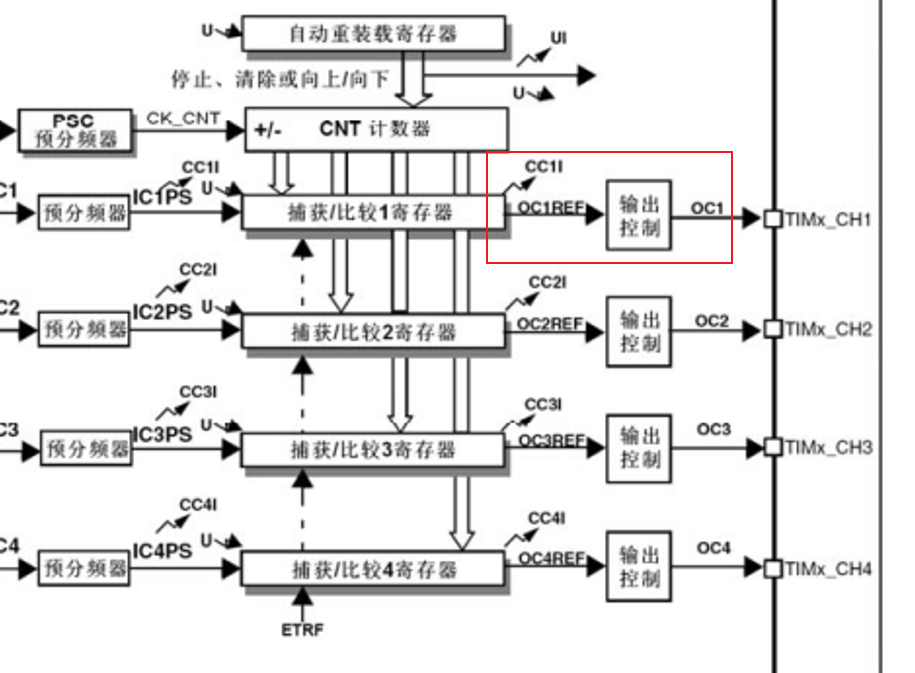 U
自动重装载寄存器
UI
停止、清除或向上/向下
U
PSC
预分频器
CK_CNT
+/-
CNT 计数器
CC1I
U
CC1I
C1
预分频器
IC1PS
捕获/比较1寄存器
OC1REF
输出
控制
OC1
TIMx_CH1
CC2I
U
CC2I
C2
预分频器
IC2PS
捕获/比较2寄存器
OC2REF
输出
控制
OC2
TIMx_CH2
CC3I
U
CC3I
C3
预分频器
IC3PS
捕获/比较3寄存器
OC3REF
输出
控制
OC3
TIMx_CH3
CC4I
U
CC4I
C4
预分频器
IC4PS
捕获/比较4寄存器
OC4REF
输出
控制
OC4
TIMx_CH4
ETRF